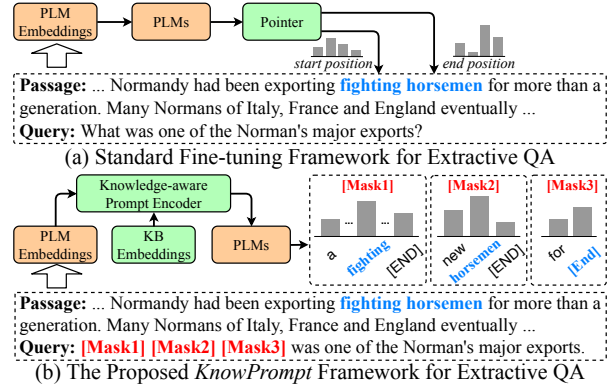 PLM
Embeddings
PLMs
Pointer
start position
end position
Passage: ... Normandy had been exporting fighting horsemen for more than a
generation. Many Normans of Italy, France and England eventually ...
Query: What was one of the Norman's major exports?
(a) Standard Fine-tuning Framework for Extractive QA
Knowledge-aware
Prompt Encoder
PLM
Embeddings
KB
Embeddings
PLMs
[Mask1]
...
...
a
fighting
[END]
[Mask2]
new
horsemen
[END]
[Mask3]
for
[End]
Passage: ... Normandy had been exporting fighting horsemen for more than a
generation. Many Normans of Italy, France and England eventually ...
Query: [Mask1] [Mask2] [Mask3] was one of the Norman's major exports.
(b) The Proposed KnowPrompt Framework for Extractive QA